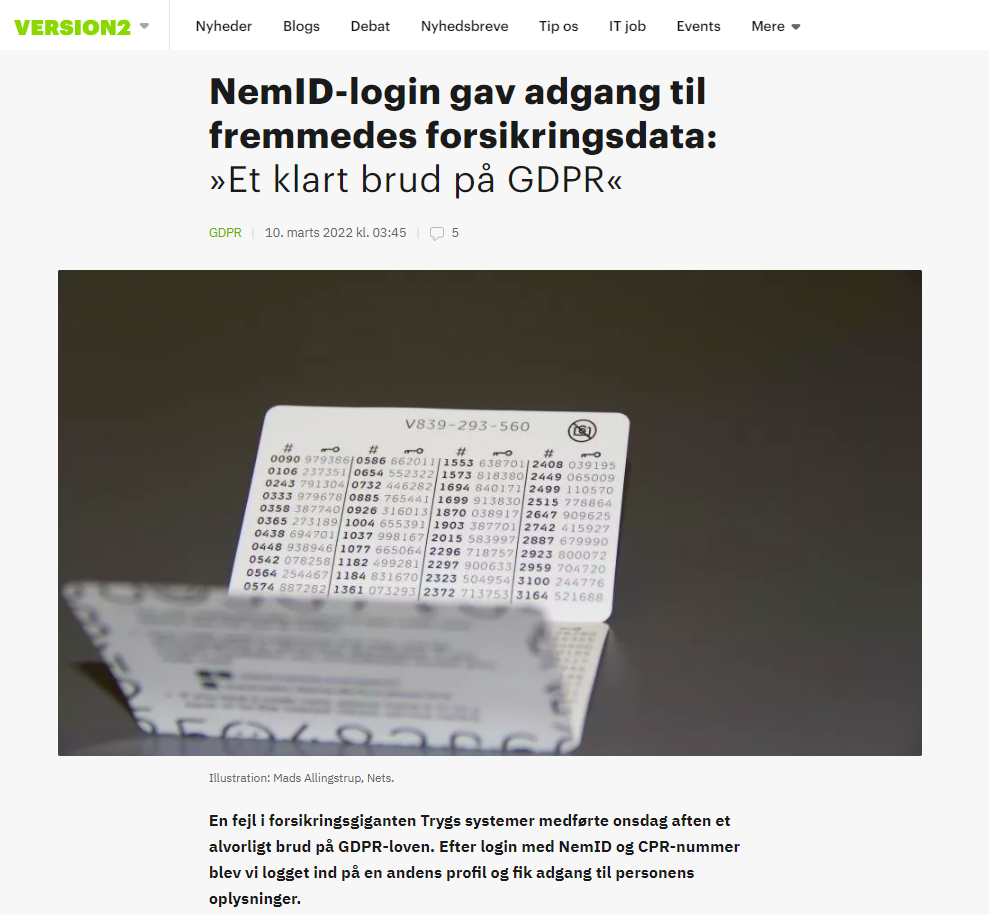 VERSION2
Nyheder
Blogs
Debat
Nyhedsbreve
Tip os
IT job
Events
Mere
NemID-login gav adgang til
fremmedes forsikringsdata:
»Et klart brud på GDPR«
GDPR | 10. marts 2022 kl. 03:45 | 5
V839-293-560
# # # #
0090 979386 0586 662011 1553 638701 2408 039195
0106 237351 0654 552322 1573 818380 2449 065009
0243 791304 0732 446282 1694 840171 2499 110570
0333 979678 0885 765441 1699 913830 2515 778864
0358 387740 0926 316013 1870 038917 2647 909625
0365 273189 1004 655391 1903 387701 2742 415927
0438 694701 1037 998167 2015 583997 2887 679990
0448 938946 1077 665064 2296 718757 2923 800072
0542 078258 1182 499281 2297 900633 2959 704720
0564 254467 1184 831670 2323 504954 3100 244776
0574 887282 1361 073293 2372 713753 3164 521688
Illustration: Mads Allingstrup, Nets.
En fejl i forsikringsgiganten Trygs systemer medførte onsdag aften et
alvorligt brud på GDPR-loven. Efter login med NemID og CPR-nummer
blev vi logget ind på en andens profil og fik adgang til personens
oplysninger.